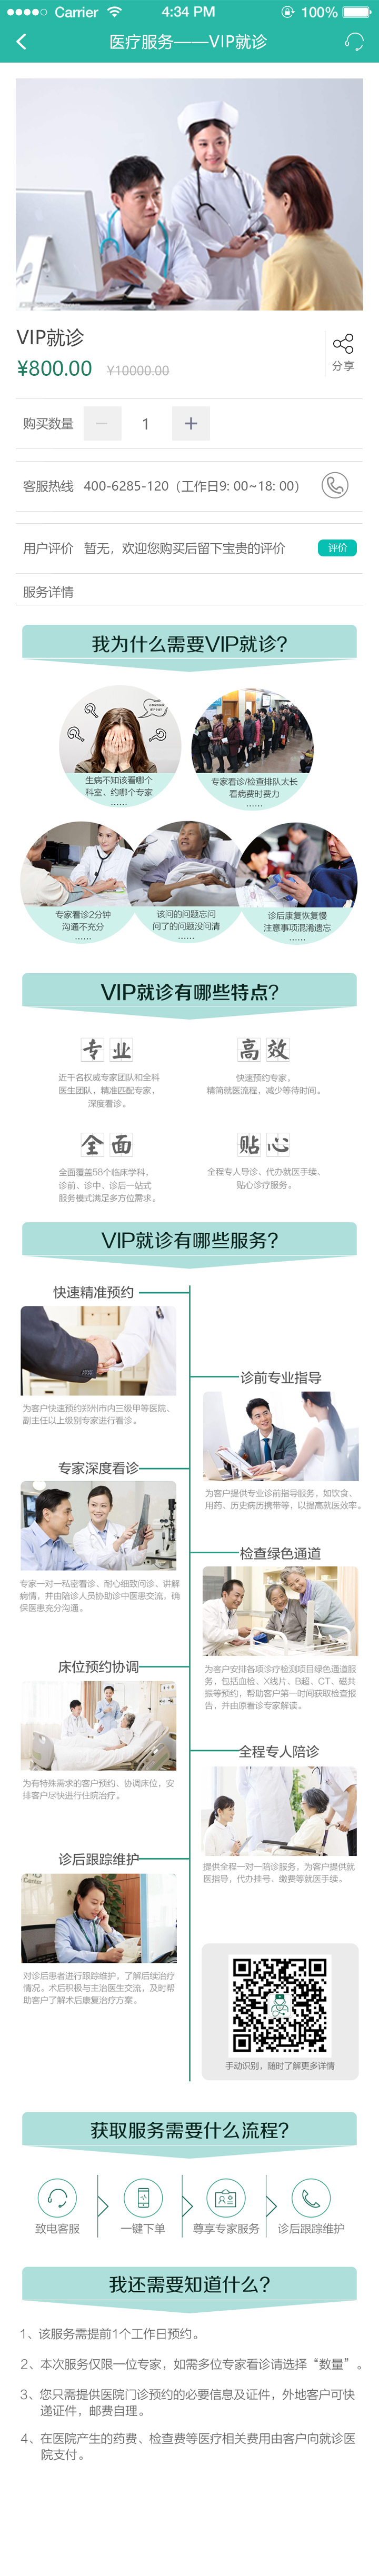 Carrier 4:34 PM 100%
医疗服务——VIP就诊
VIP就诊
¥800.00 ¥10000.00
分享
购买数量 － 1 +
客服热线 400-6285-120（工作日9: 00~18: 00）
用户评价 暂无，欢迎您购买后留下宝贵的评价 评价
服务详情
我为什么需要VIP就诊?
生病不知该看哪个
科室、约哪个专家
……
专家看诊/检查排队太长
看病费时费力
……
专家看诊2分钟
沟通不充分
……
该问的问题忘问
问了的问题没问清
……
诊后康复恢复慢
注意事项混淆遗忘
……
VIP就诊有哪些特点?
专业
近千名权威专家团队和全科
医生团队，精准匹配专家，
深度看诊。
高效
快速预约专家，
精简就医流程，减少等待时间。
全面
全面覆盖58个临床学科，
诊前、诊中、诊后一站式
服务模式满足多方位需求。
贴心
全程专人导诊、代办就医手续、
贴心诊疗服务。
VIP就诊有哪些服务?
快速精准预约
为客户快速预约郑州市内三级甲等医院、
副主任以上级别专家进行看诊。
诊前专业指导
为客户提供专业诊前指导服务，如饮食、
用药、历史病历携带等，以提高就医效率。
专家深度看诊
专家一对一私密看诊、耐心细致问诊、讲解
病情，并由陪诊人员协助诊中医患交流，确
保医患充分沟通。
检查绿色通道
为客户安排各项诊疗检测项目绿色通道服
务，包括血检、X线片、B超、CT、磁共
振等预约，帮助客户第一时间获取检查报
告，并由原看诊专家解读。
床位预约协调
为有特殊需求的客户预约、协调床位，安
排客户尽快进行住院治疗。
全程专人陪诊
提供全程一对一陪诊服务，为客户提供就
医指导，代办挂号、缴费等就医手续。
诊后跟踪维护
对诊后患者进行跟踪维护，了解后续治疗
情况。术后积极与主治医生交流，及时帮
助客户了解术后康复治疗方案。
手动识别，随时了解更多详情
获取服务需要什么流程?
致电客服 一键下单 尊享专家服务 诊后跟踪维护
我还需要知道什么?
1、该服务需提前1个工作日预约。
2、本次服务仅限一位专家，如需多位专家看诊请选择“数量”。
3、您只需提供医院门诊预约的必要信息及证件，外地客户可快
递证件，邮费自理。
4、在医院产生的药费、检查费等医疗相关费用由客户向就诊医
院支付。